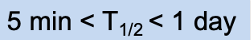 5 min < T1/2 < 1 day